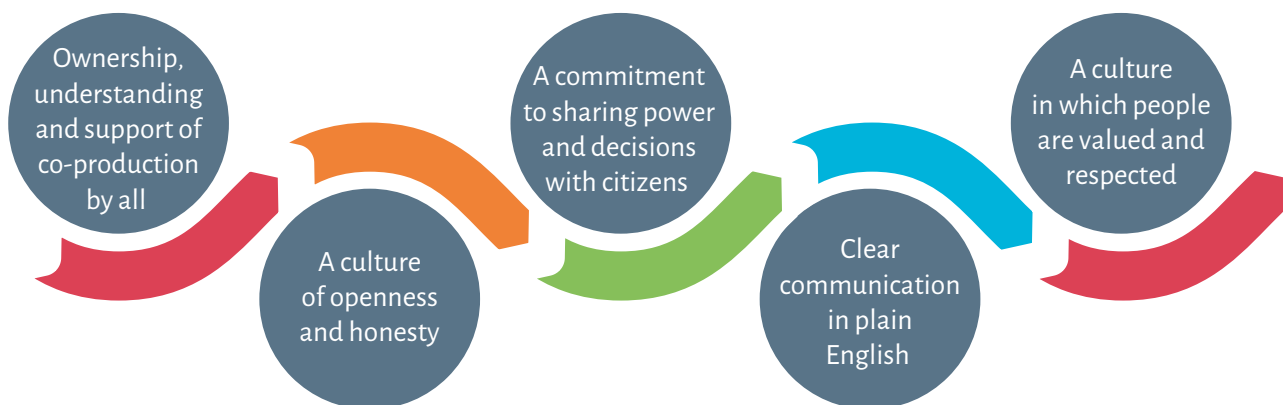 Ownership,
understanding
and support of
co-production
by all
A culture
of openness
and honesty
A commitment
to sharing power
and decisions
with citizens
Clear
communication
in plain
English
A culture
in which people
are valued and
respected